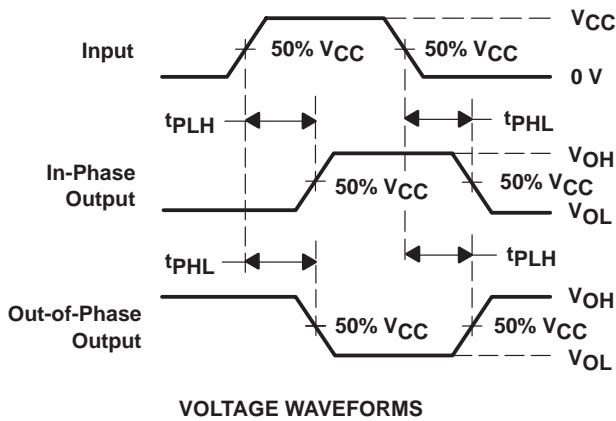 VCC
Input
50% VCC
50% VCC
0 V
tPLH
tPHL
VOH
In-Phase
Output
50% VCC
50% VCC
VOL
tPHL
tPLH
VOH
Out-of-Phase
Output
50% VCC
50% VCC
VOL
VOLTAGE WAVEFORMS